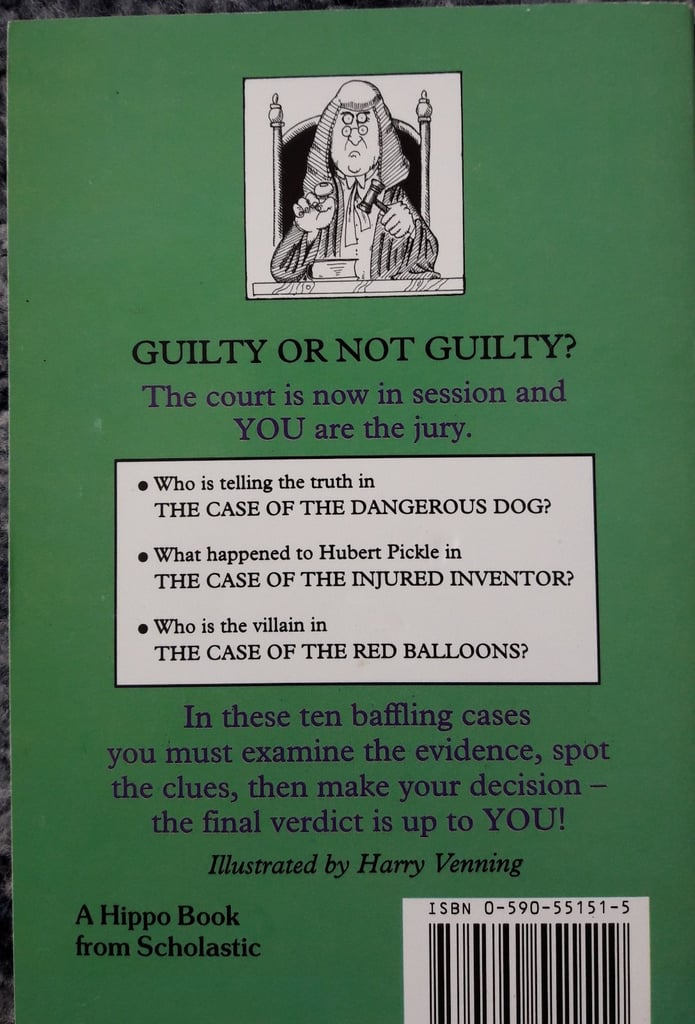 GUILTY OR NOT GUILTY?
The court is now in session and
YOU are the jury.
● Who is telling the truth in
THE CASE OF THE DANGEROUS DOG?
● What happened to Hubert Pickle in
THE CASE OF THE INJURED INVENTOR?
● Who is the villain in
THE CASE OF THE RED BALLOONS?
In these ten baffling cases
you must examine the evidence, spot
the clues, then make your decision –
the final verdict is up to YOU!
Illustrated by Harry Venning
A Hippo Book
from Scholastic
ISBN 0-590-55151-5